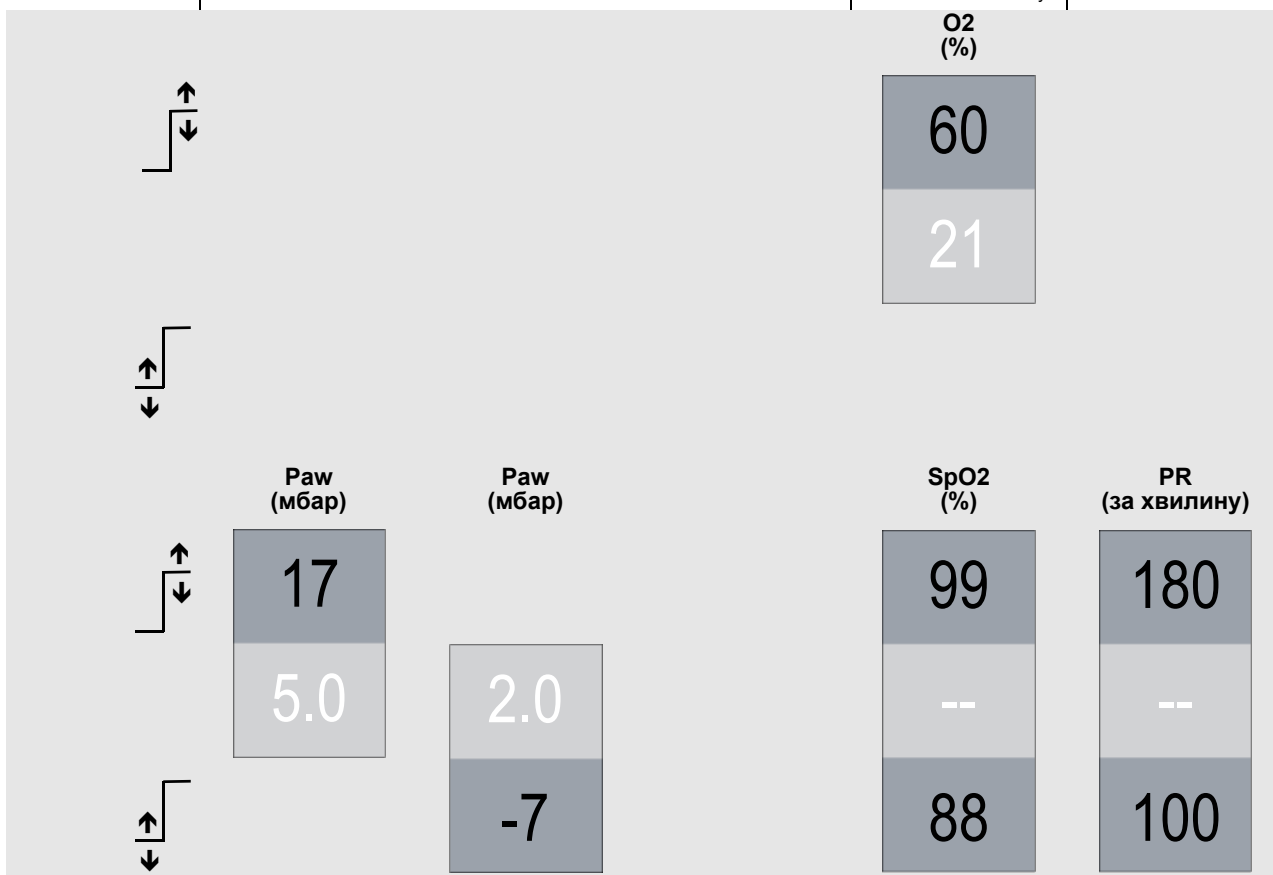 O2
(%)
60
21
Paw
(мбар)
Paw
(мбар)
SpO2
(%)
PR
(за хвилину)
17
99
180
5.0
2.0
--
--
-7
88
100